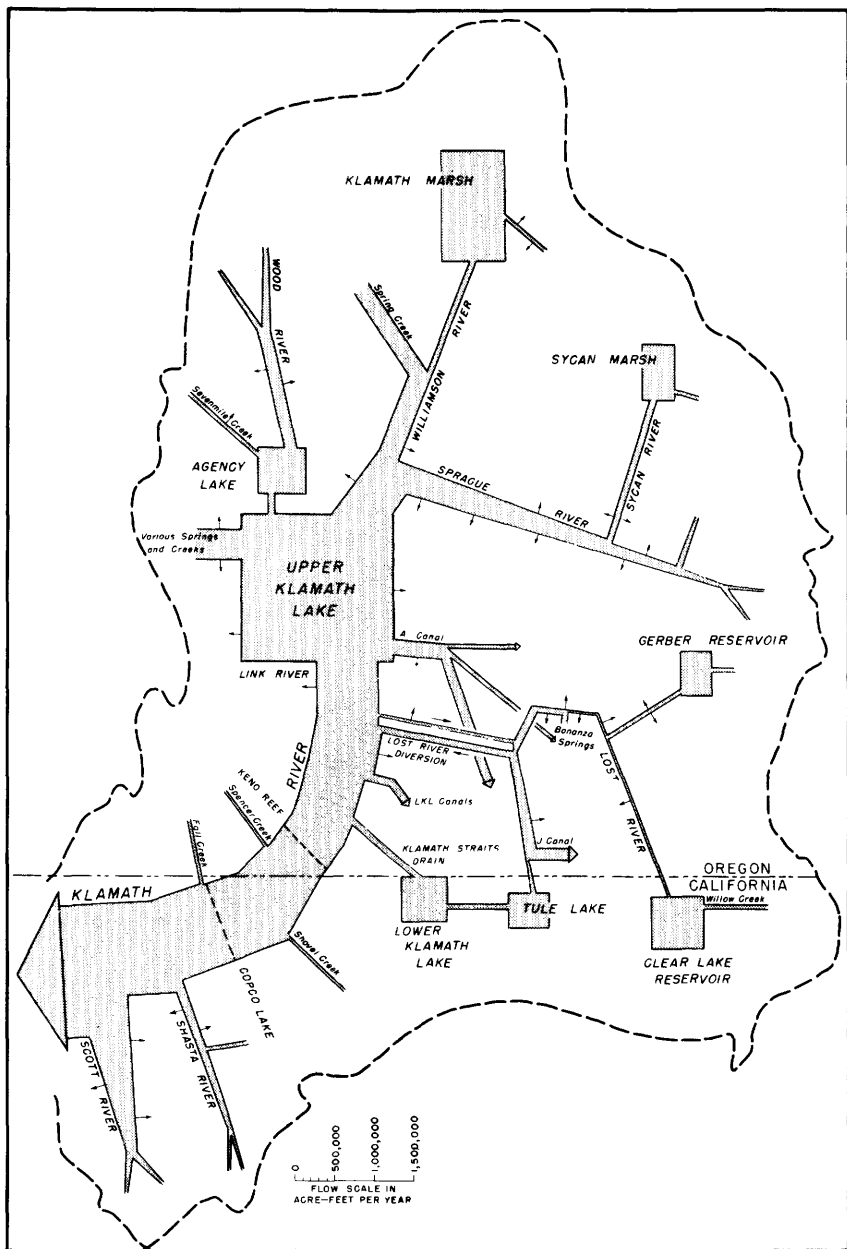 KLAMATH MARSH
WOOD
RIVER
Spring Creek
RIVER
WILLIAMSON
SYCAN MARSH
SYCAN RIVER
Sevenmile Creek
AGENCY
LAKE
SPRAGUE
RIVER
Various Springs
and Creeks
UPPER
KLAMATH
LAKE
A Canal
GERBER RESERVOIR
LINK RIVER
Bonanza
Springs
LOST RIVER
DIVERSION
LOST
RIVER
RIVER
KENO REEF
Spencer Creek
LKL Canals
Fall Creek
KLAMATH STRAITS
DRAIN
J Canal
OREGON
CALIFORNIA
KLAMATH
Willow Creek
TULE LAKE
LOWER
KLAMATH
LAKE
Shovel Creek
CLEAR LAKE
RESERVOIR
COPCO LAKE
SCOTT
RIVER
SHASTA RIVER
0
500,000
1,000,000
1,500,000
FLOW SCALE IN
ACRE-FEET PER YEAR